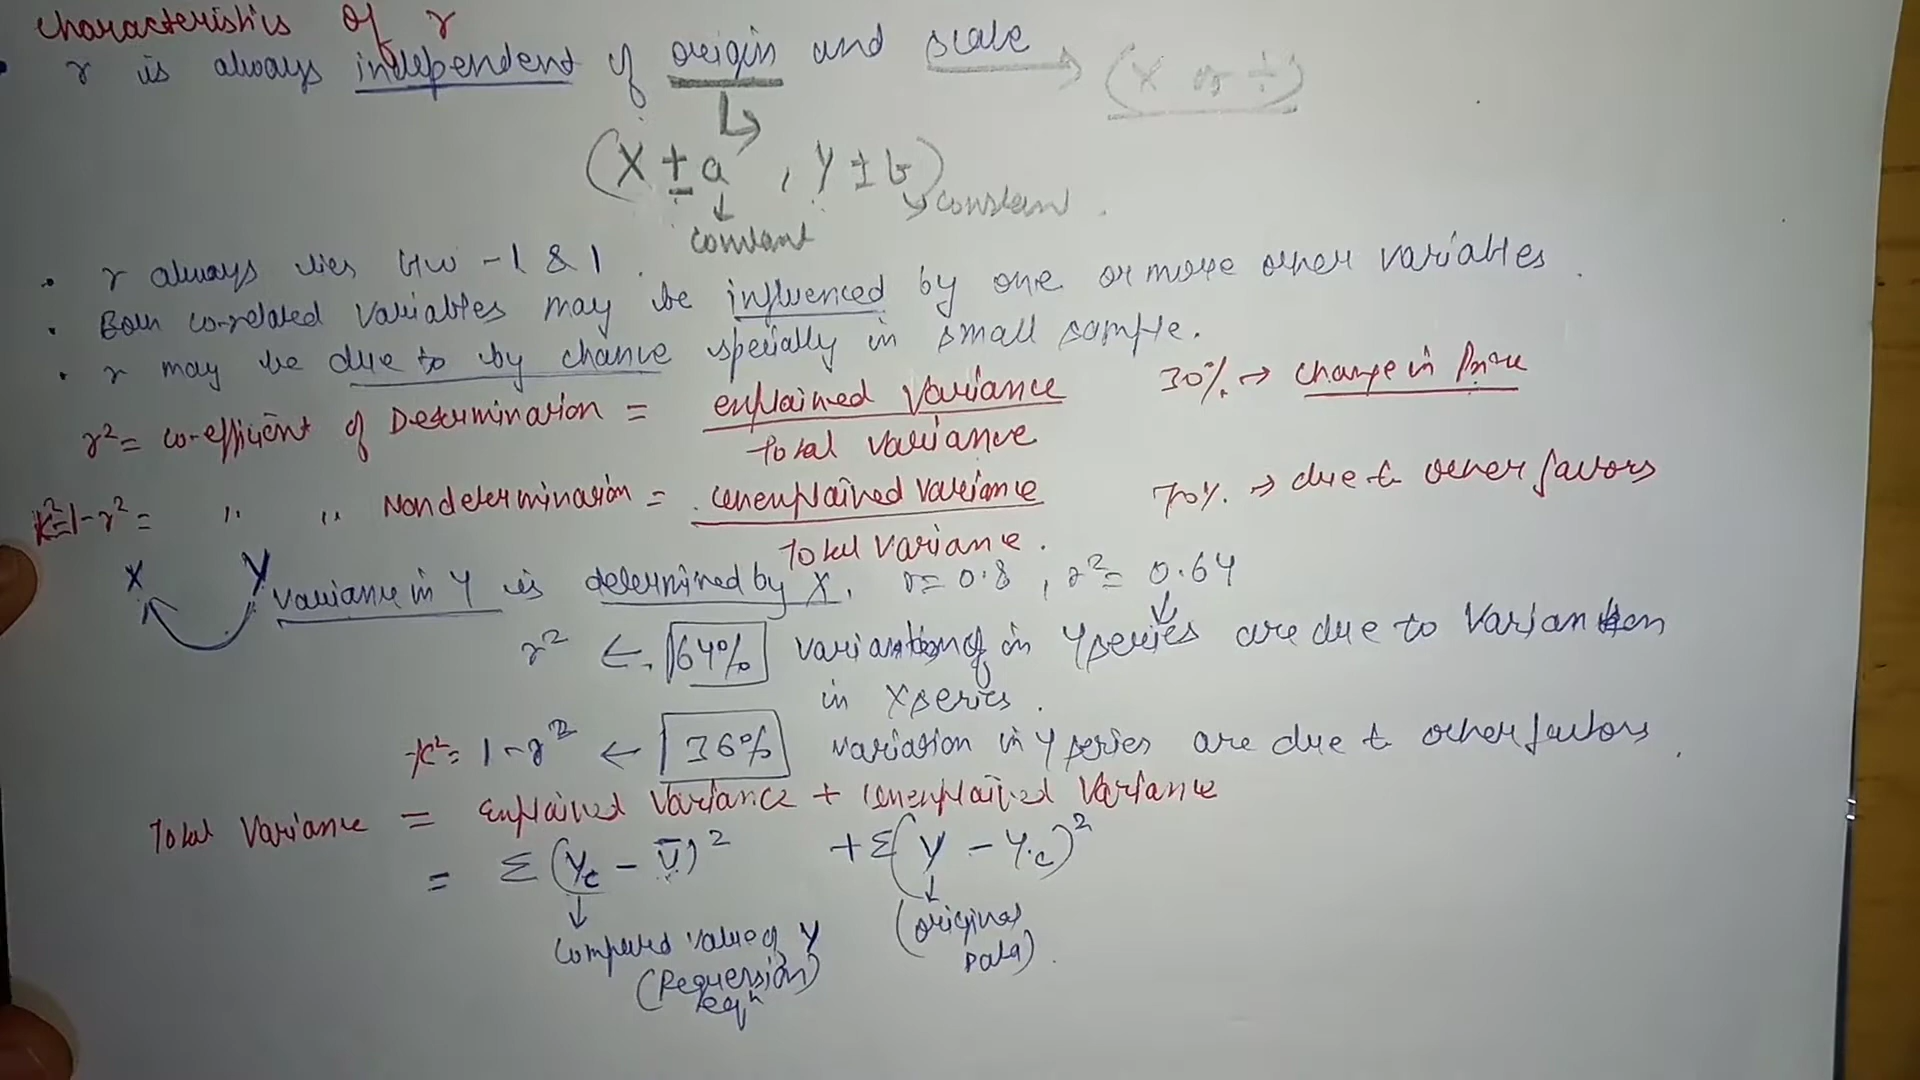 Characteristics of r
• r is always independent of origin and scale → (× or ÷)
(X ± a , Y ± b)
↓ constant ↘ constant.
• r always lies btw -1 & 1.
• Both co-related variables may be influenced by one or more other variables.
• r may be due to by chance specially in small sample.
r² = co-efficient of Determination = explained variance / Total variance 30% → change in Price
k²=1-r² = " " Nondetermination = unexplained variance / Total variance. 70% → due to other factors
X Y variance in Y is determined by X. r= 0.8 , r² = 0.64
r² ← 64% variation of in Y series are due to variation
in X series.
k² = 1-r² ← 36% variation in Y series are due to other factors.
Total variance = Explained variance + unexplained variance
= Σ(Yc - Ȳ)² + Σ(Y - Yc)²
↓ ↓
computed value of Y (original
(Regression data).
eqn